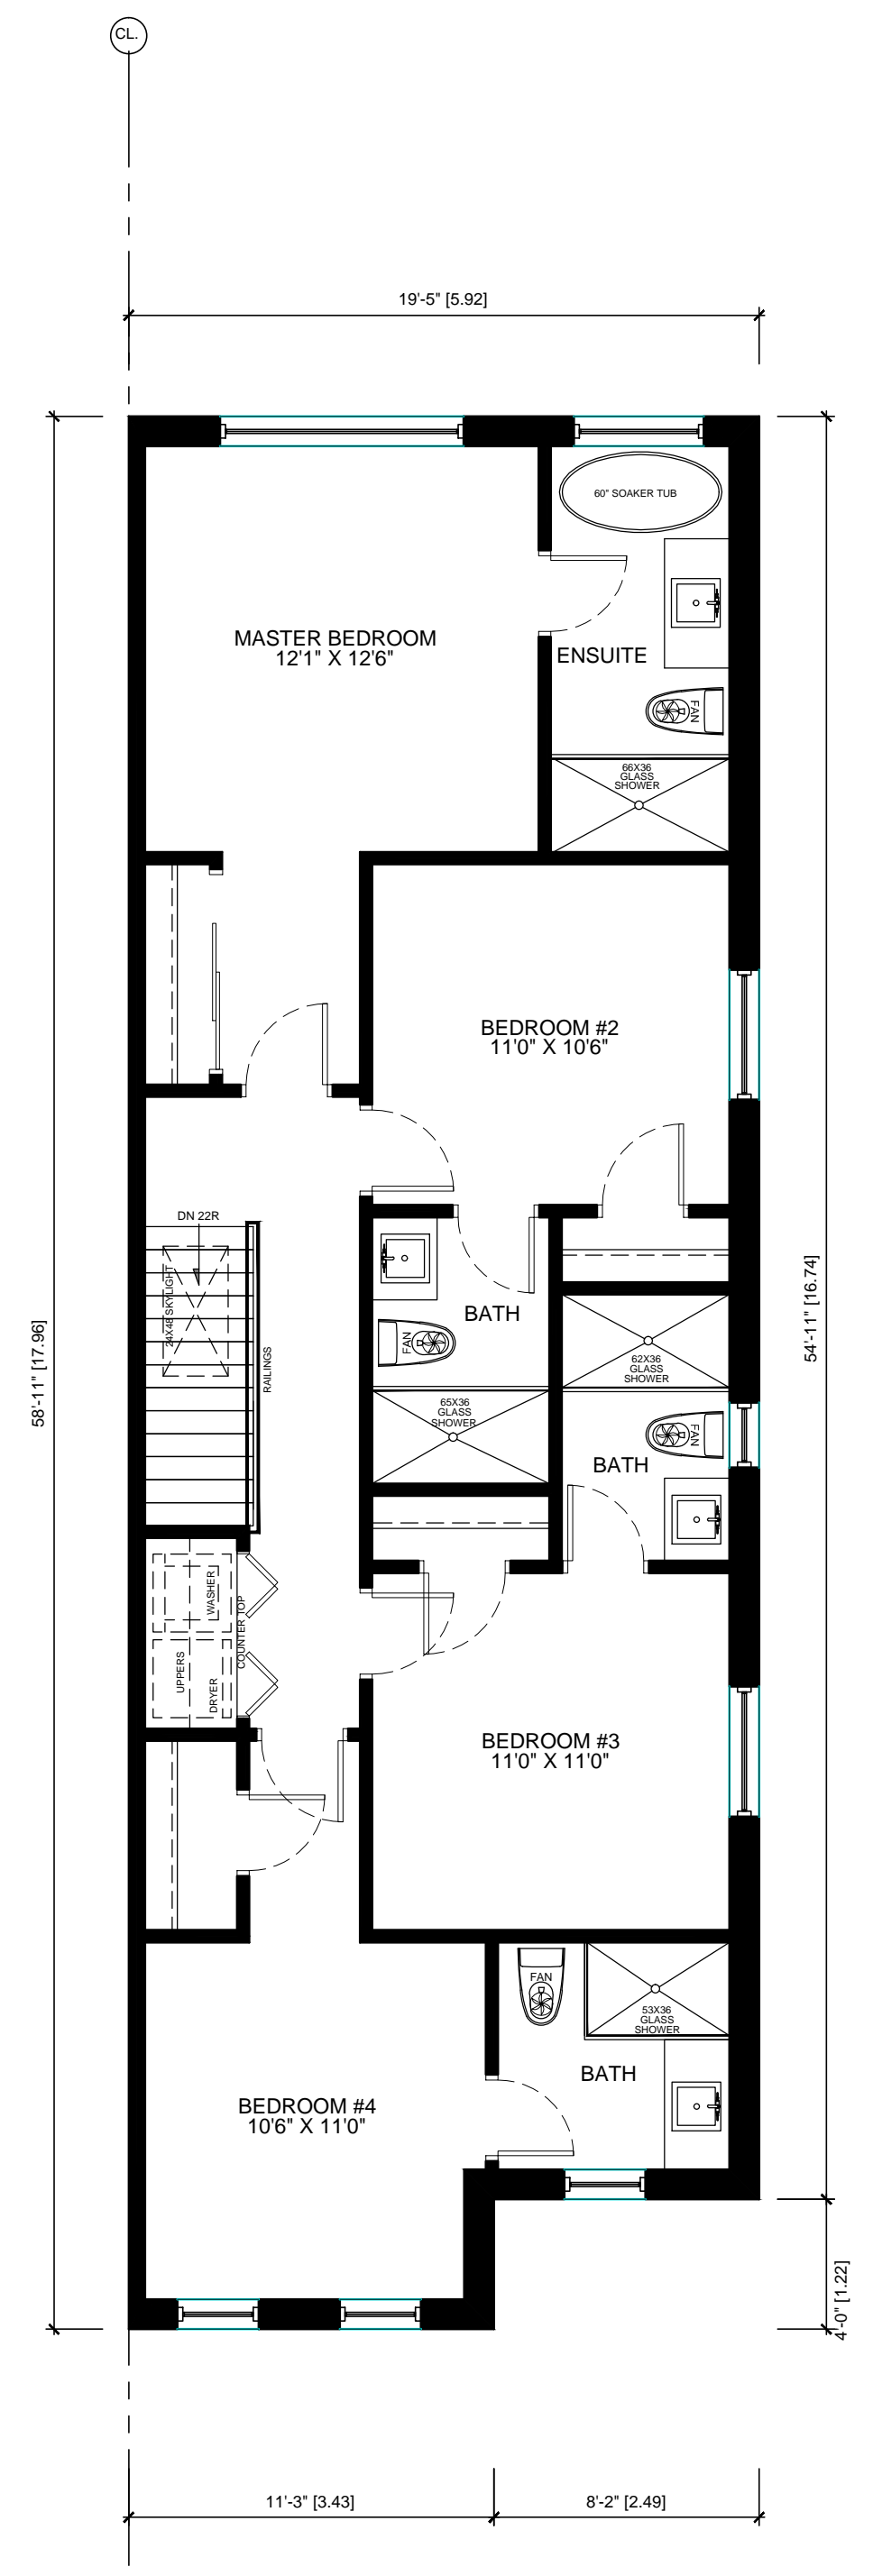 CL.
19'-5" [5.92]
60" SOAKER TUB
MASTER BEDROOM
12'1" X 12'6"
ENSUITE
FAN
66X36
GLASS
SHOWER
BEDROOM #2
11'0" X 10'6"
DN 22R
24X48 SKYLIGHT
RAILINGS
BATH
FAN
62X36
GLASS
SHOWER
65X36
GLASS
SHOWER
FAN
BATH
58'-11" [17.96]
54'-11" [16.74]
WASHER
COUNTER TOP
UPPERS
DRYER
BEDROOM #3
11'0" X 11'0"
FAN
53X36
GLASS
SHOWER
BATH
BEDROOM #4
10'6" X 11'0"
4'-0" [1.22]
11'-3" [3.43]
8'-2" [2.49]